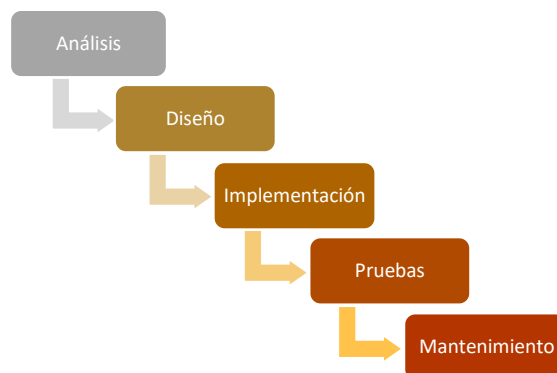 Análisis
Diseño
Implementación
Pruebas
Mantenimiento